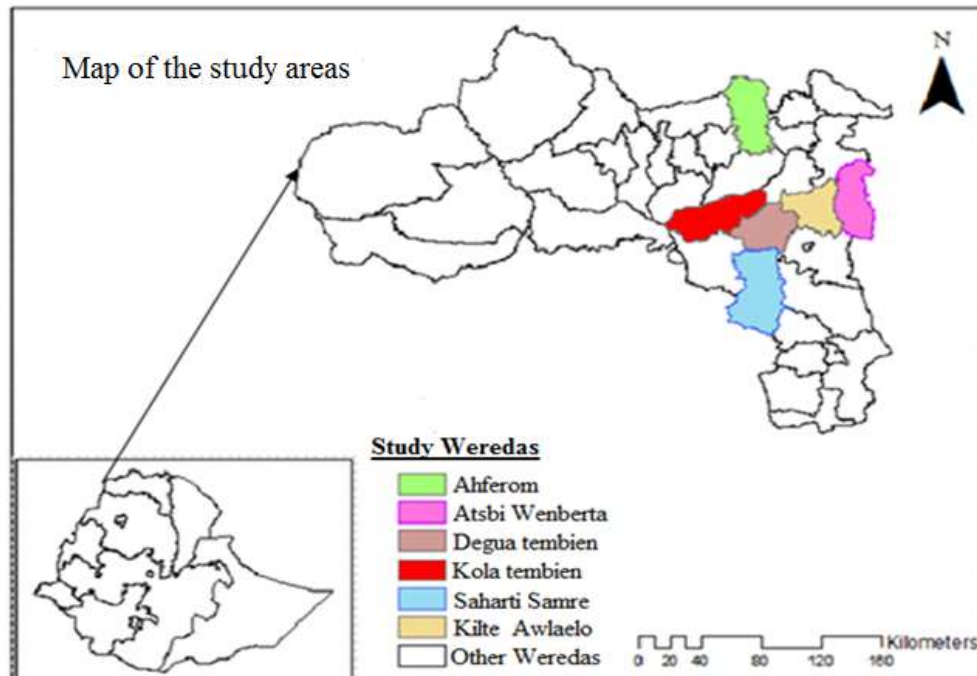 Map of the study areas
N
Study Weredas
Ahferom
Atsbi Wenberta
Degua tembien
Kola tembien
Saharti Samre
Kilte Awlaelo
Other Weredas
Kilometers
0 20 40 80 120 160